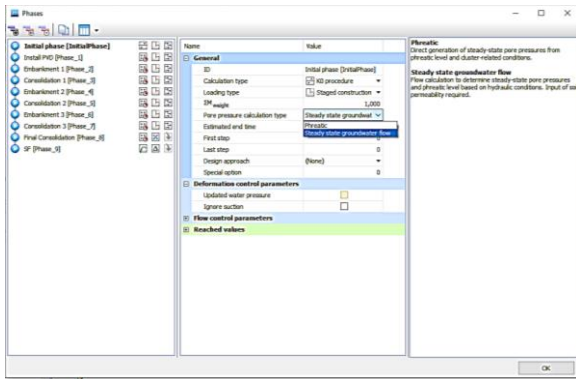 Phases
Initial phase [InitialPhase]
Install PVD [Phase_1]
Embankment 1 [Phase_2]
Consolidation 1 [Phase_3]
Embankment 2 [Phase_4]
Consolidation 2 [Phase_5]
Embankment 3 [Phase_6]
Consolidation 3 [Phase_7]
Final Consolidation [Phase_8]
SF [Phase_9]
Name Value
General
ID Initial phase [InitialPhase]
Calculation type K0 procedure
Loading type Staged construction
ΣM weight 1,000
Pore pressure calculation type Steady state groundwat
Phreatic
Steady state groundwater flow
Estimated end time
First step 0
Last step 0
Design approach (None)
Special option 0
Deformation control parameters
Updated water pressure
Ignore suction
Flow control parameters
Reached values
Phreatic
Direct generation of steady-state pore pressures from
phreatic level and cluster-related conditions.
Steady state groundwater flow
Flow calculation to determine steady-state pore pressures
and phreatic level based on hydraulic conditions. Input of soi
permeability required.
OK